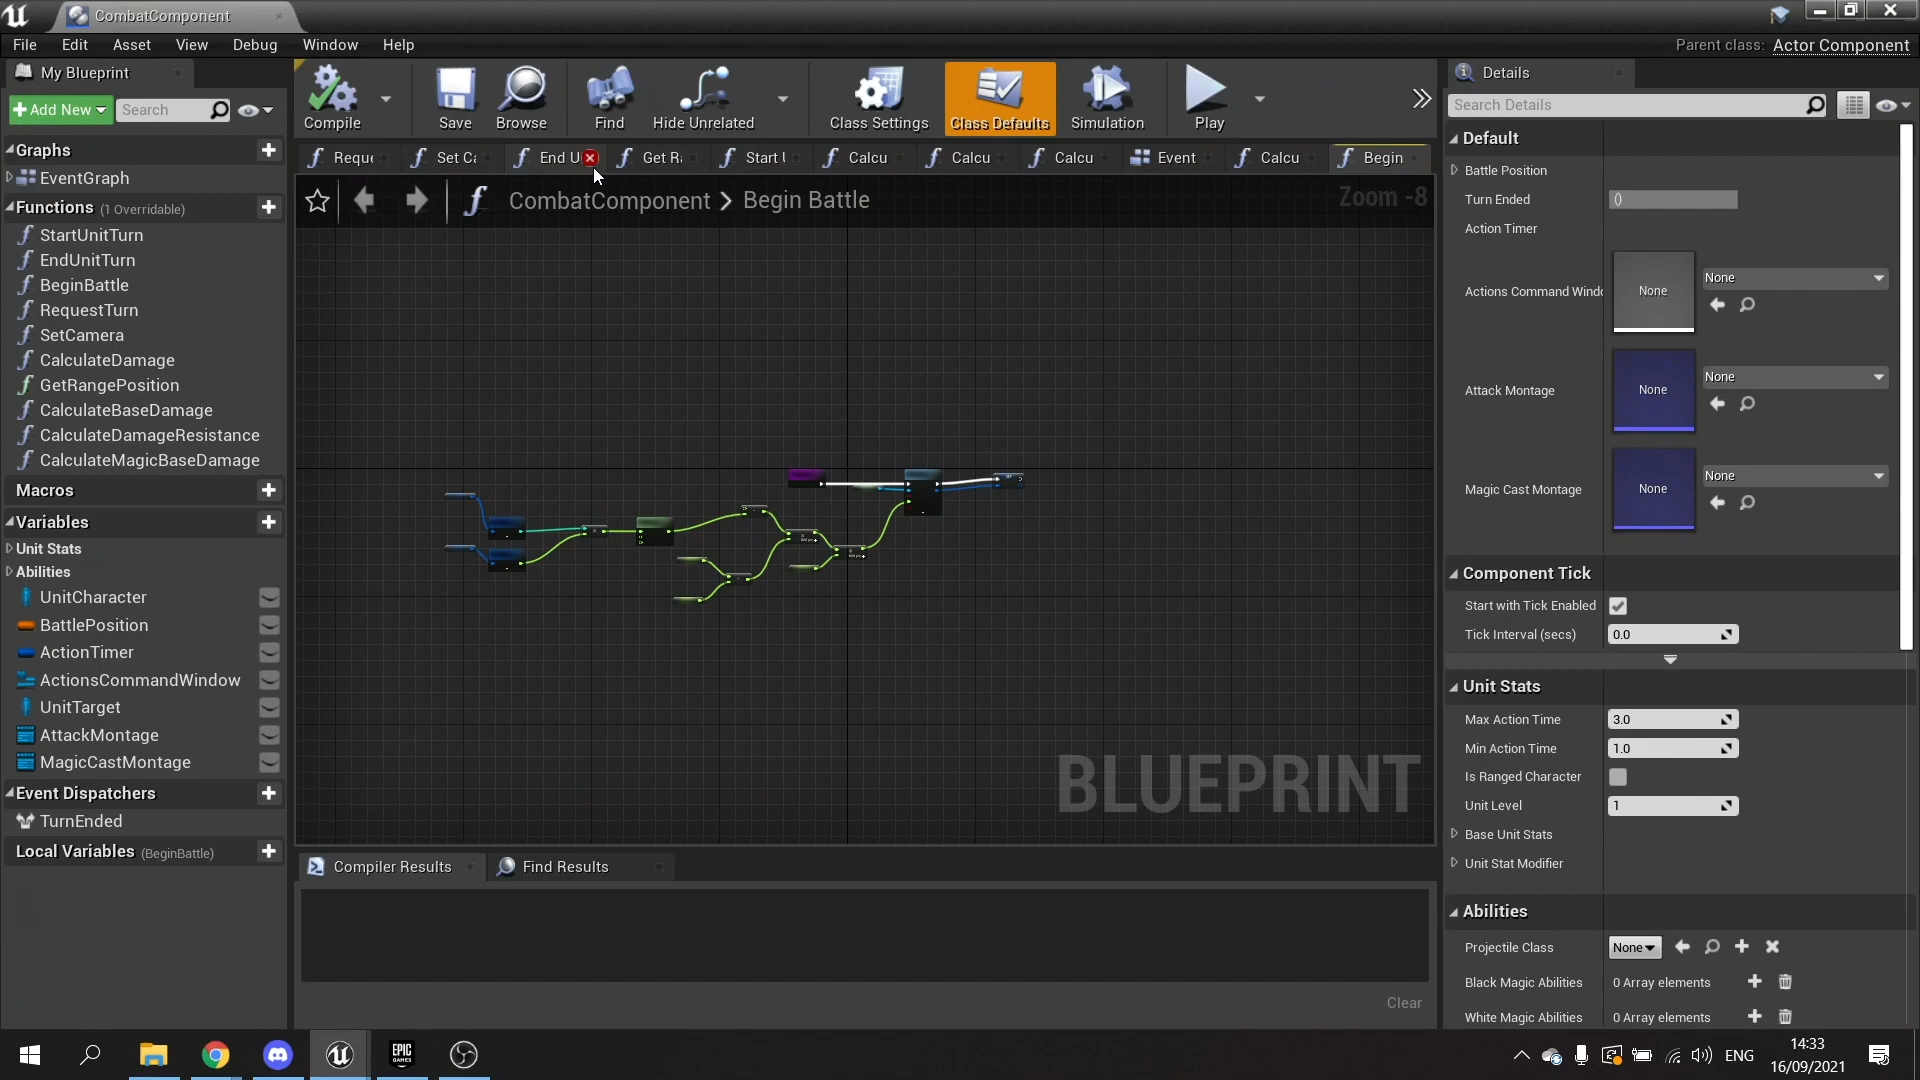 CombatComponent
File Edit Asset View Debug Window Help
Parent class: Actor Component
My Blueprint
Add New
Search
Compile
Save
Browse
Find
Hide Unrelated
Class Settings
Class Defaults
Simulation
Play
Details
Search Details
Graphs
EventGraph
Functions (1 Overridable)
StartUnitTurn
EndUnitTurn
BeginBattle
RequestTurn
SetCamera
CalculateDamage
GetRangePosition
CalculateBaseDamage
CalculateDamageResistance
CalculateMagicBaseDamage
Macros
Variables
Unit Stats
Abilities
UnitCharacter
BattlePosition
ActionTimer
ActionsCommandWindow
UnitTarget
AttackMontage
MagicCastMontage
Event Dispatchers
TurnEnded
Local Variables (BeginBattle)
Reque
Set Ca
End U
Get Ra
Start U
Calcu
Calcu
Calcu
Event
Calcu
Begin
CombatComponent > Begin Battle
Zoom -8
BLUEPRINT
Compiler Results
Find Results
Clear
Default
Battle Position
Turn Ended ()
Action Timer
Actions Command Windo
None
None
Attack Montage
None
None
Magic Cast Montage
None
None
Component Tick
Start with Tick Enabled
Tick Interval (secs) 0.0
Unit Stats
Max Action Time 3.0
Min Action Time 1.0
Is Ranged Character
Unit Level 1
Base Unit Stats
Unit Stat Modifier
Abilities
Projectile Class None
Black Magic Abilities 0 Array elements
White Magic Abilities 0 Array elements
EPIC
GAMES
ENG
14:33
16/09/2021